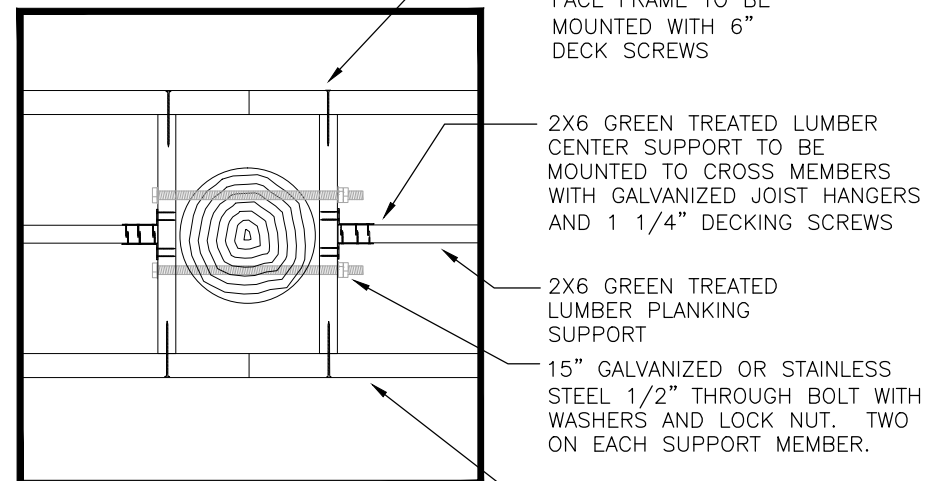 FACE FRAME TO BE
MOUNTED WITH 6"
DECK SCREWS
2X6 GREEN TREATED LUMBER
CENTER SUPPORT TO BE
MOUNTED TO CROSS MEMBERS
WITH GALVANIZED JOIST HANGERS
AND 1 1/4" DECKING SCREWS
2X6 GREEN TREATED
LUMBER PLANKING
SUPPORT
15" GALVANIZED OR STAINLESS
STEEL 1/2" THROUGH BOLT WITH
WASHERS AND LOCK NUT. TWO
ON EACH SUPPORT MEMBER.